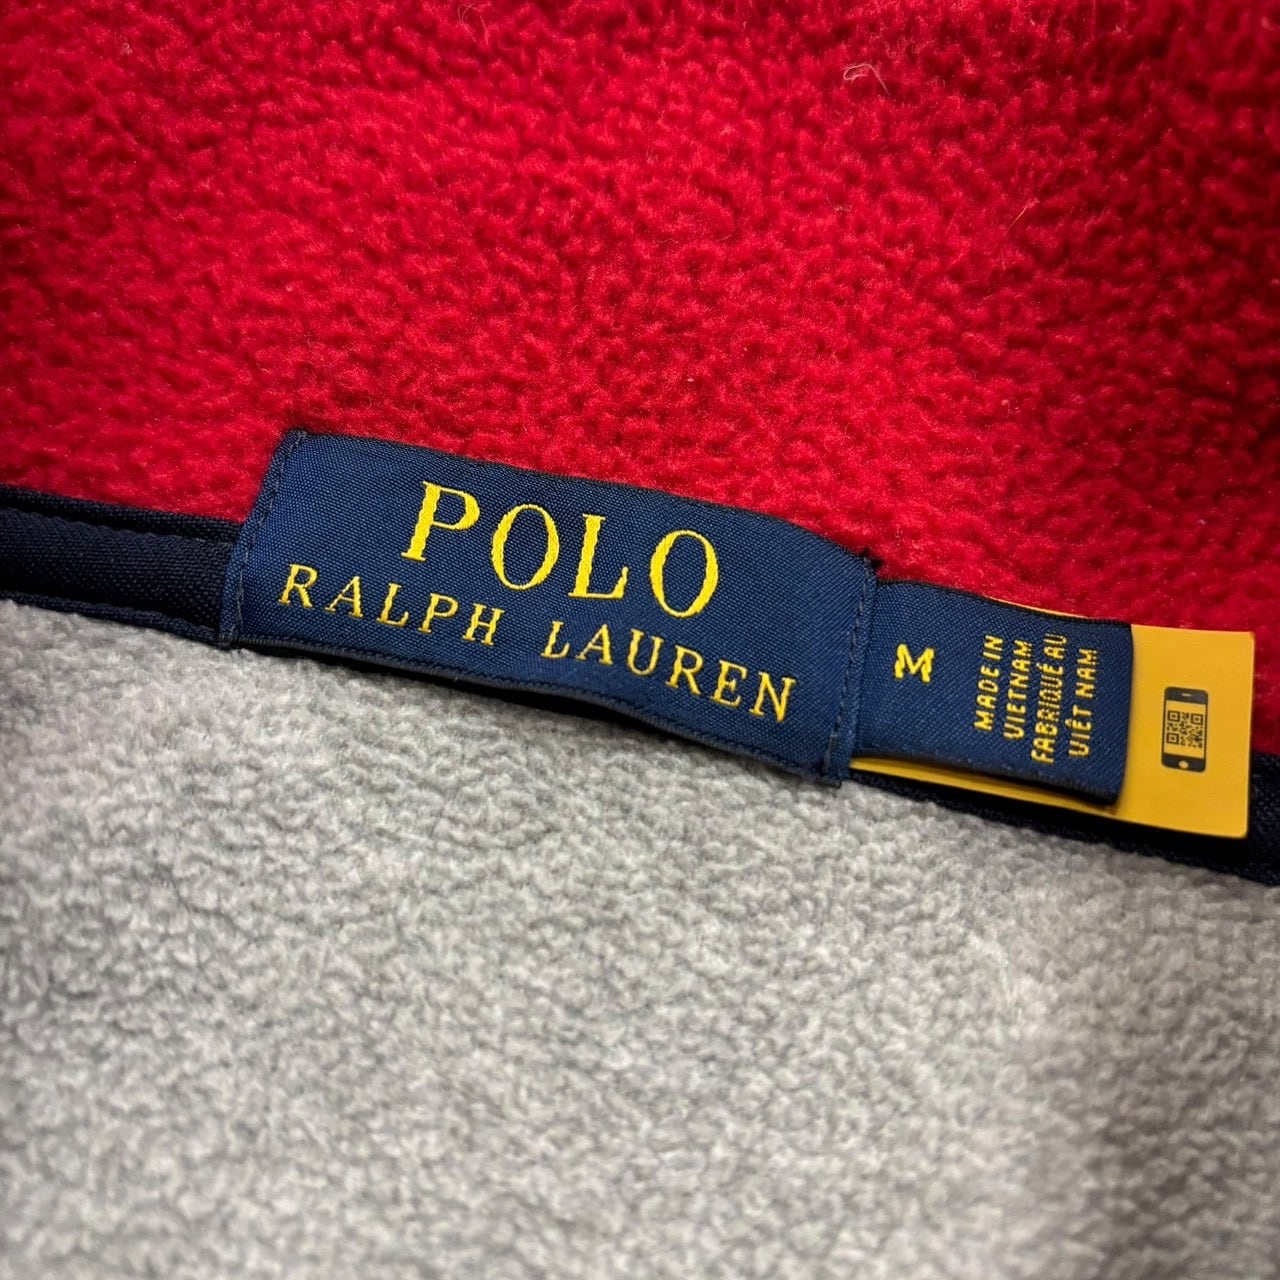 POLO
RALPH LAUREN
M
MADE IN
VIETNAM
FABRIQUÉ AU
VIÊT NAM